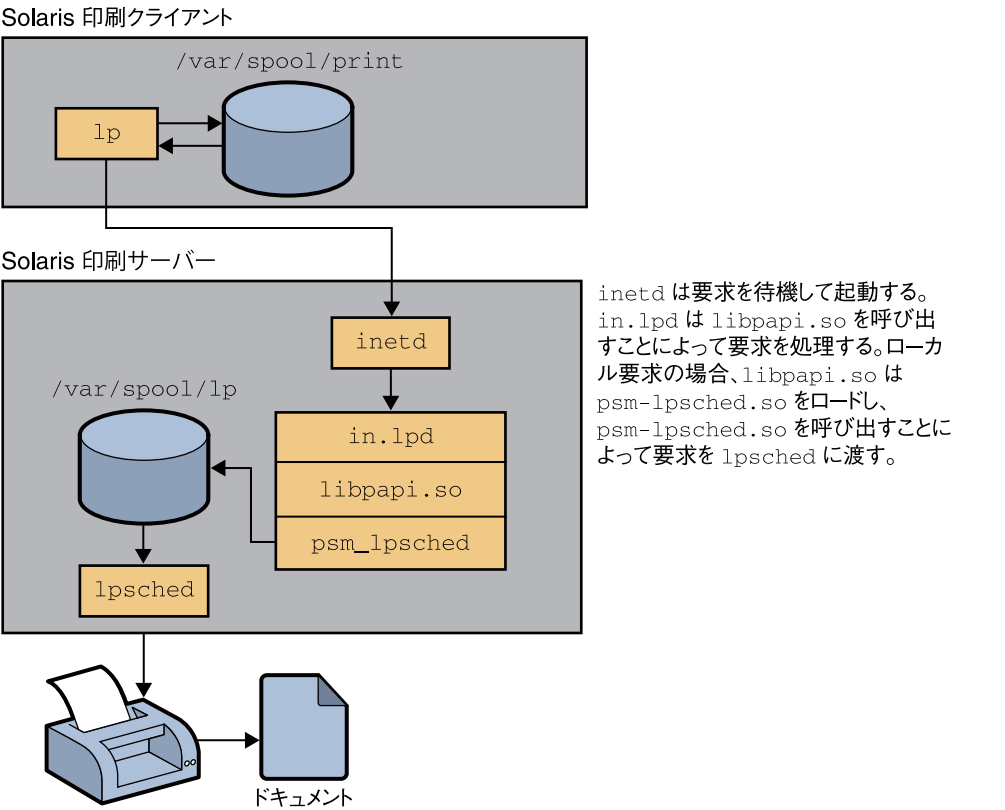 Solaris 印刷クライアント
/var/spool/print
lp
Solaris 印刷サーバー
inetd
/var/spool/lp
in.lpd
libpapi.so
psm_lpsched
lpsched
inetd は要求を待機して起動する。
in.lpd は libpapi.so を呼び出
すことによって要求を処理する。ローカ
ル要求の場合、libpapi.so は
psm-lpsched.so をロードし、
psm-lpsched.so を呼び出すことに
よって要求を lpsched に渡す。
ドキュメント